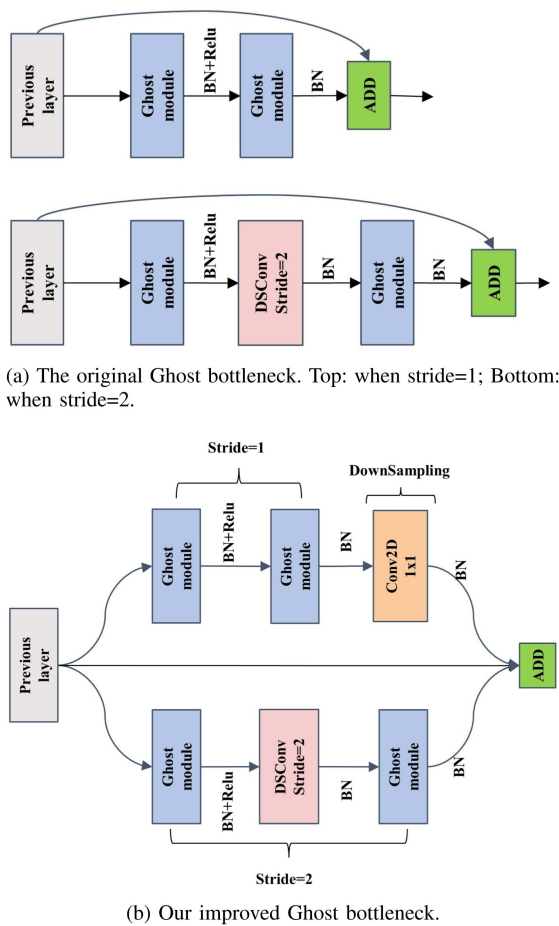 Previous
layer
Ghost
module
BN+Relu
Ghost
module
BN
ADD
Previous
layer
Ghost
module
BN+Relu
DSConv
Stride=2
BN
Ghost
module
BN
ADD
(a) The original Ghost bottleneck. Top: when stride=1; Bottom:
when stride=2.
Stride=1
DownSampling
Ghost
module
BN+Relu
Ghost
module
BN
Conv2D
1x1
BN
Previous
layer
ADD
Ghost
module
BN+Relu
DSConv
Stride=2
BN
Ghost
module
BN
Stride=2
(b) Our improved Ghost bottleneck.